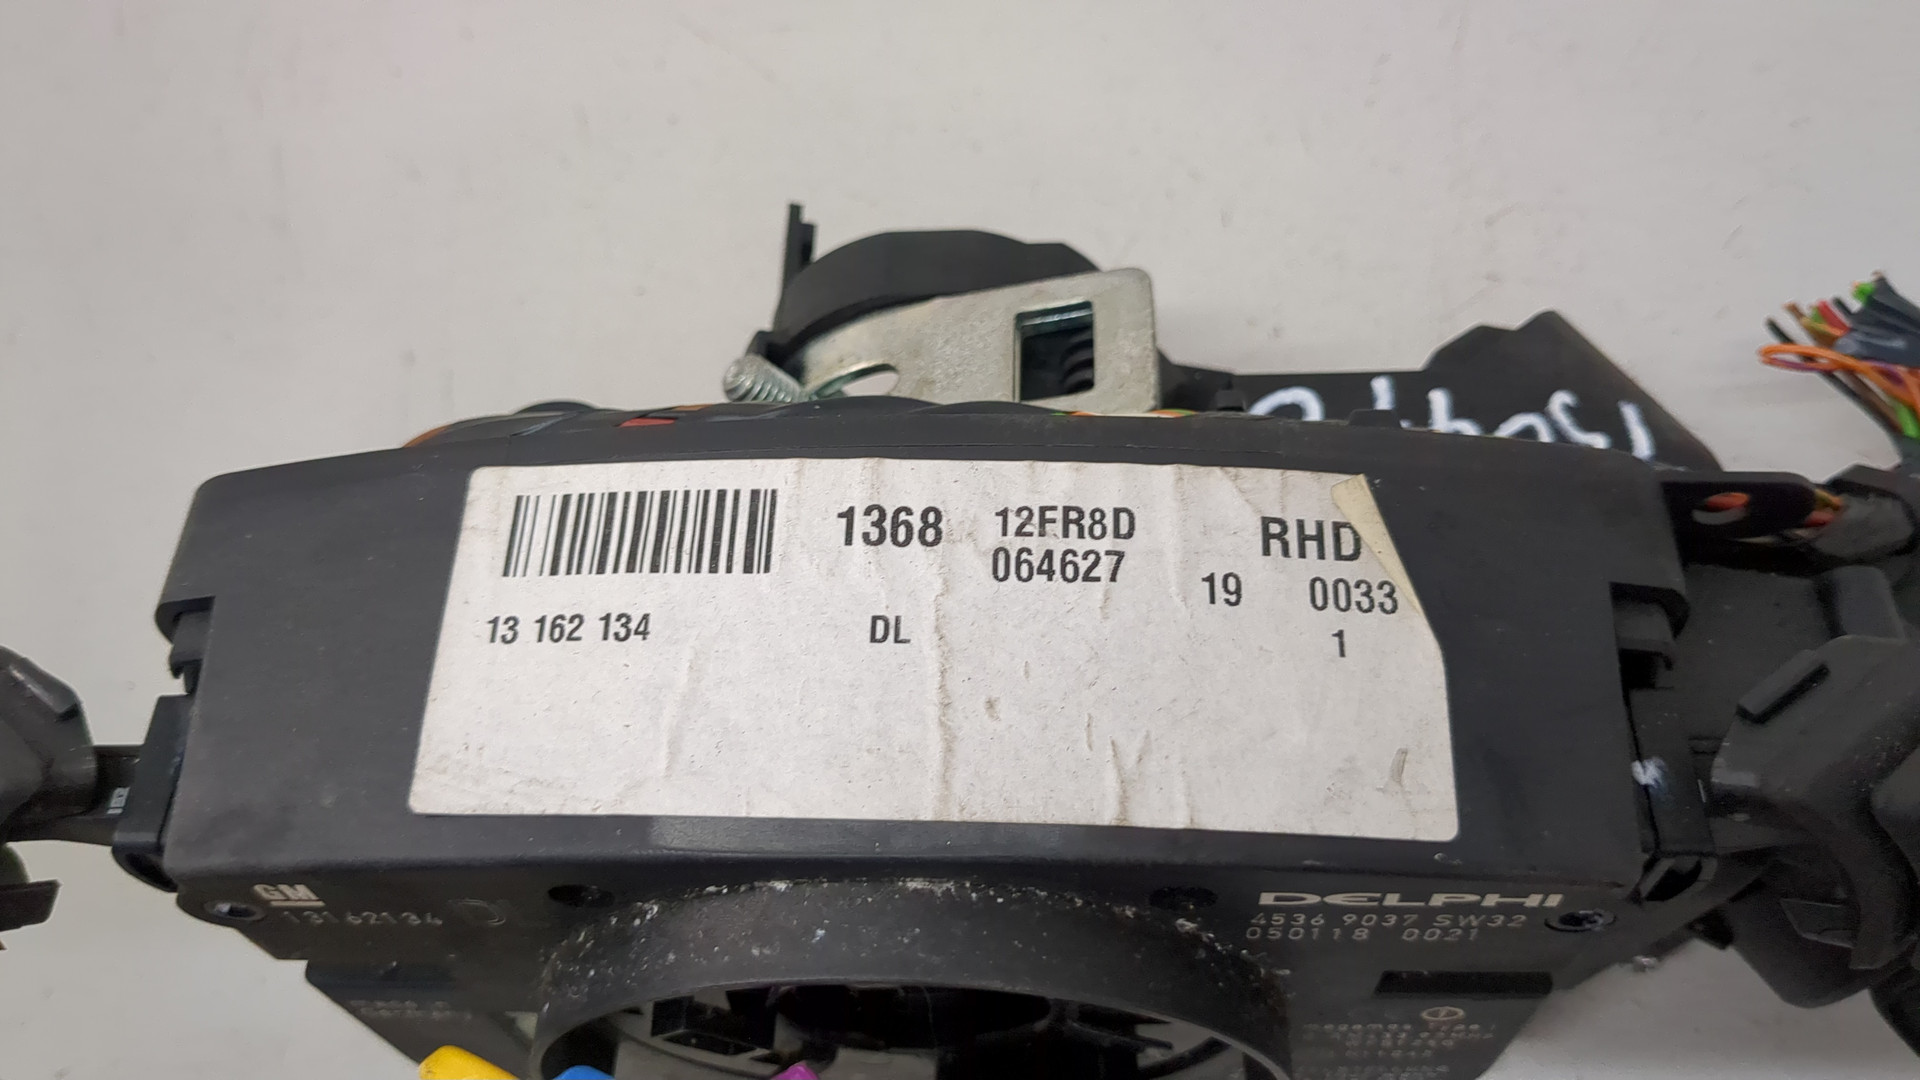 1368
12FR8D
064627
RHD
19 0033
13 162 134
DL
1
GM
13162134 DL
DELPHI
4536 9037 SW32
050118 0021